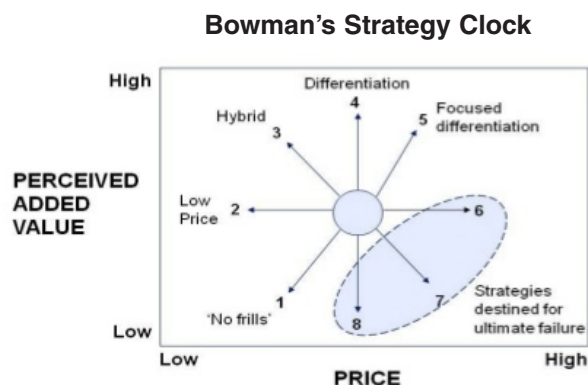 Bowman's Strategy Clock
High
Differentiation
4
Focused
5
differentiation
Hybrid
3
PERCEIVED
ADDED
VALUE
Low
Price
2
6
1
'No frills'
8
7
Strategies
destined for
ultimate failure
Low
Low
High
PRICE